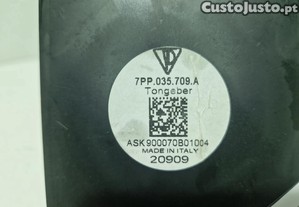 CustoJusto.pt
7PP.035.709.A
Tongeber
ASK900070B01004
MADE IN ITALY
20909